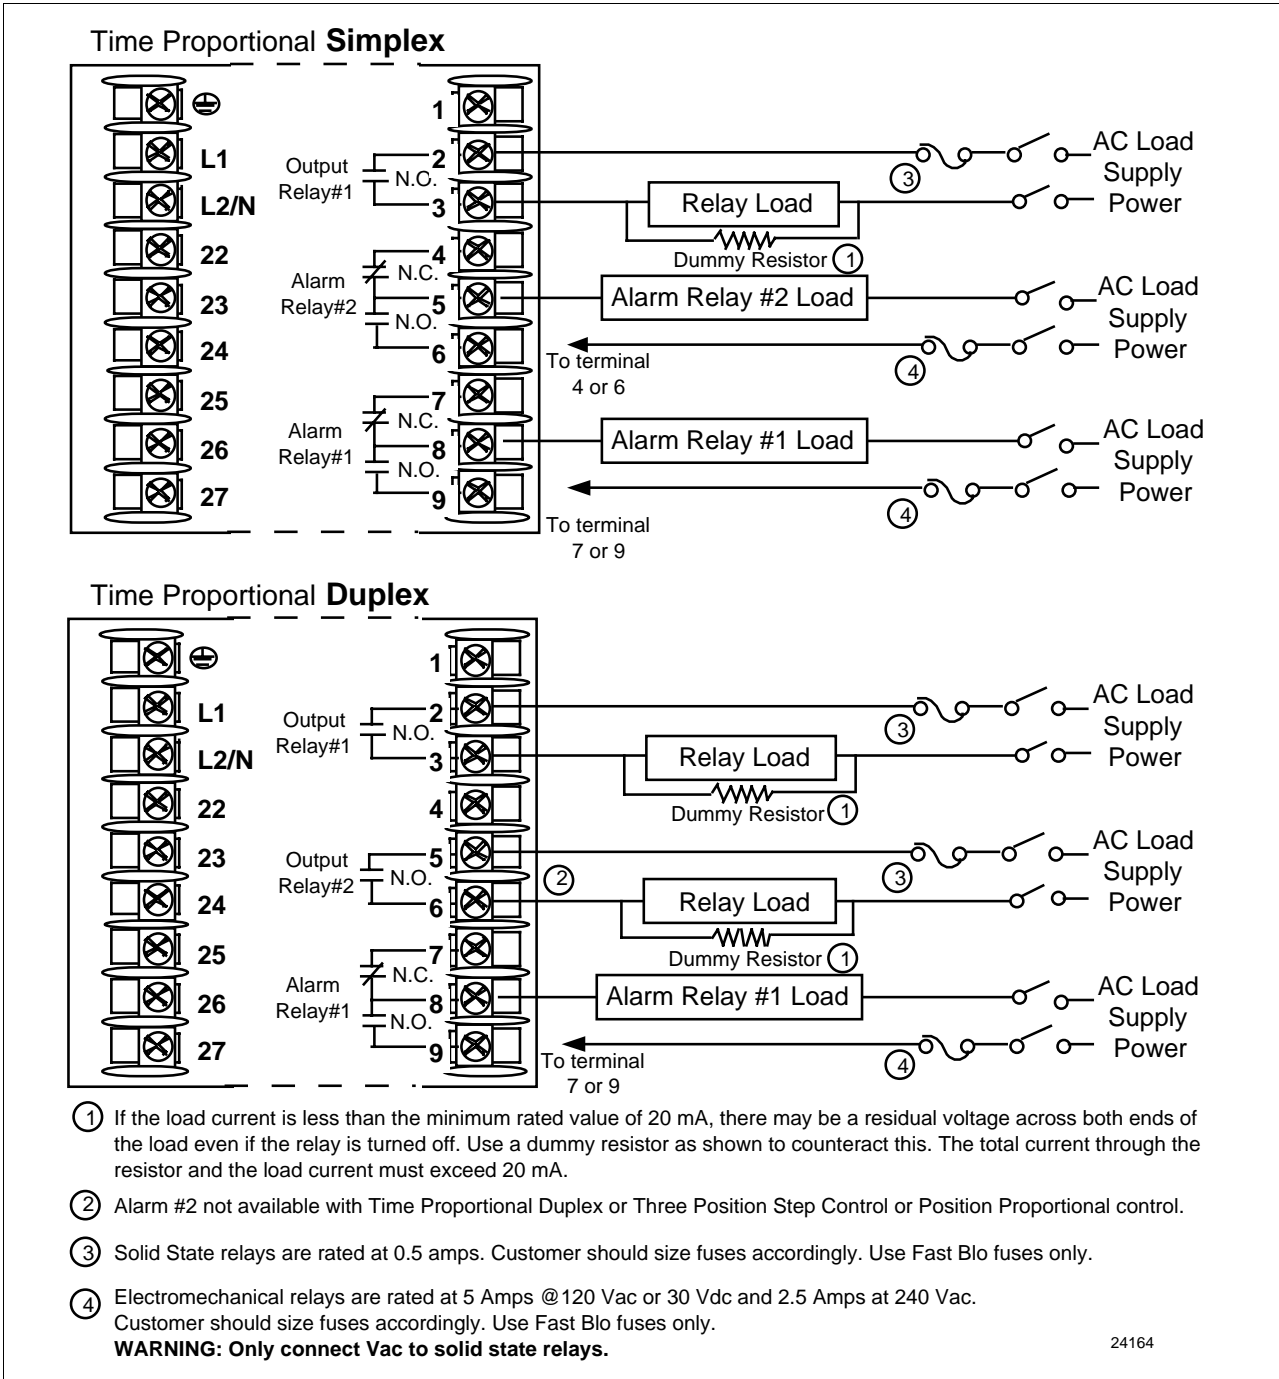 Time Proportional Simplex
1
L1
Output
Relay#1
N.O.
2
3
AC Load
Supply
Power
L2/N
3
Relay Load
Dummy Resistor 1
22
4
Alarm
Relay#2
N.C.
N.O.
23
5
Alarm Relay #2 Load
AC Load
Supply
Power
24
6
To terminal
4 or 6
4
25
7
Alarm
Relay#1
N.C.
N.O.
26
8
Alarm Relay #1 Load
AC Load
Supply
Power
27
9
To terminal
7 or 9
4
Time Proportional Duplex
1
L1
Output
Relay#1
N.O.
2
3
AC Load
Supply
Power
L2/N
3
Relay Load
Dummy Resistor 1
22
4
23
Output
Relay#2
N.O.
5
2
3
AC Load
Supply
Power
24
6
Relay Load
Dummy Resistor 1
25
7
Alarm
Relay#1
N.C.
N.O.
26
8
Alarm Relay #1 Load
AC Load
Supply
Power
27
9
To terminal
7 or 9
4
1 If the load current is less than the minimum rated value of 20 mA, there may be a residual voltage across both ends of
the load even if the relay is turned off. Use a dummy resistor as shown to counteract this. The total current through the
resistor and the load current must exceed 20 mA.
2 Alarm #2 not available with Time Proportional Duplex or Three Position Step Control or Position Proportional control.
3 Solid State relays are rated at 0.5 amps. Customer should size fuses accordingly. Use Fast Blo fuses only.
4 Electromechanical relays are rated at 5 Amps @120 Vac or 30 Vdc and 2.5 Amps at 240 Vac.
Customer should size fuses accordingly. Use Fast Blo fuses only.
WARNING: Only connect Vac to solid state relays.
24164